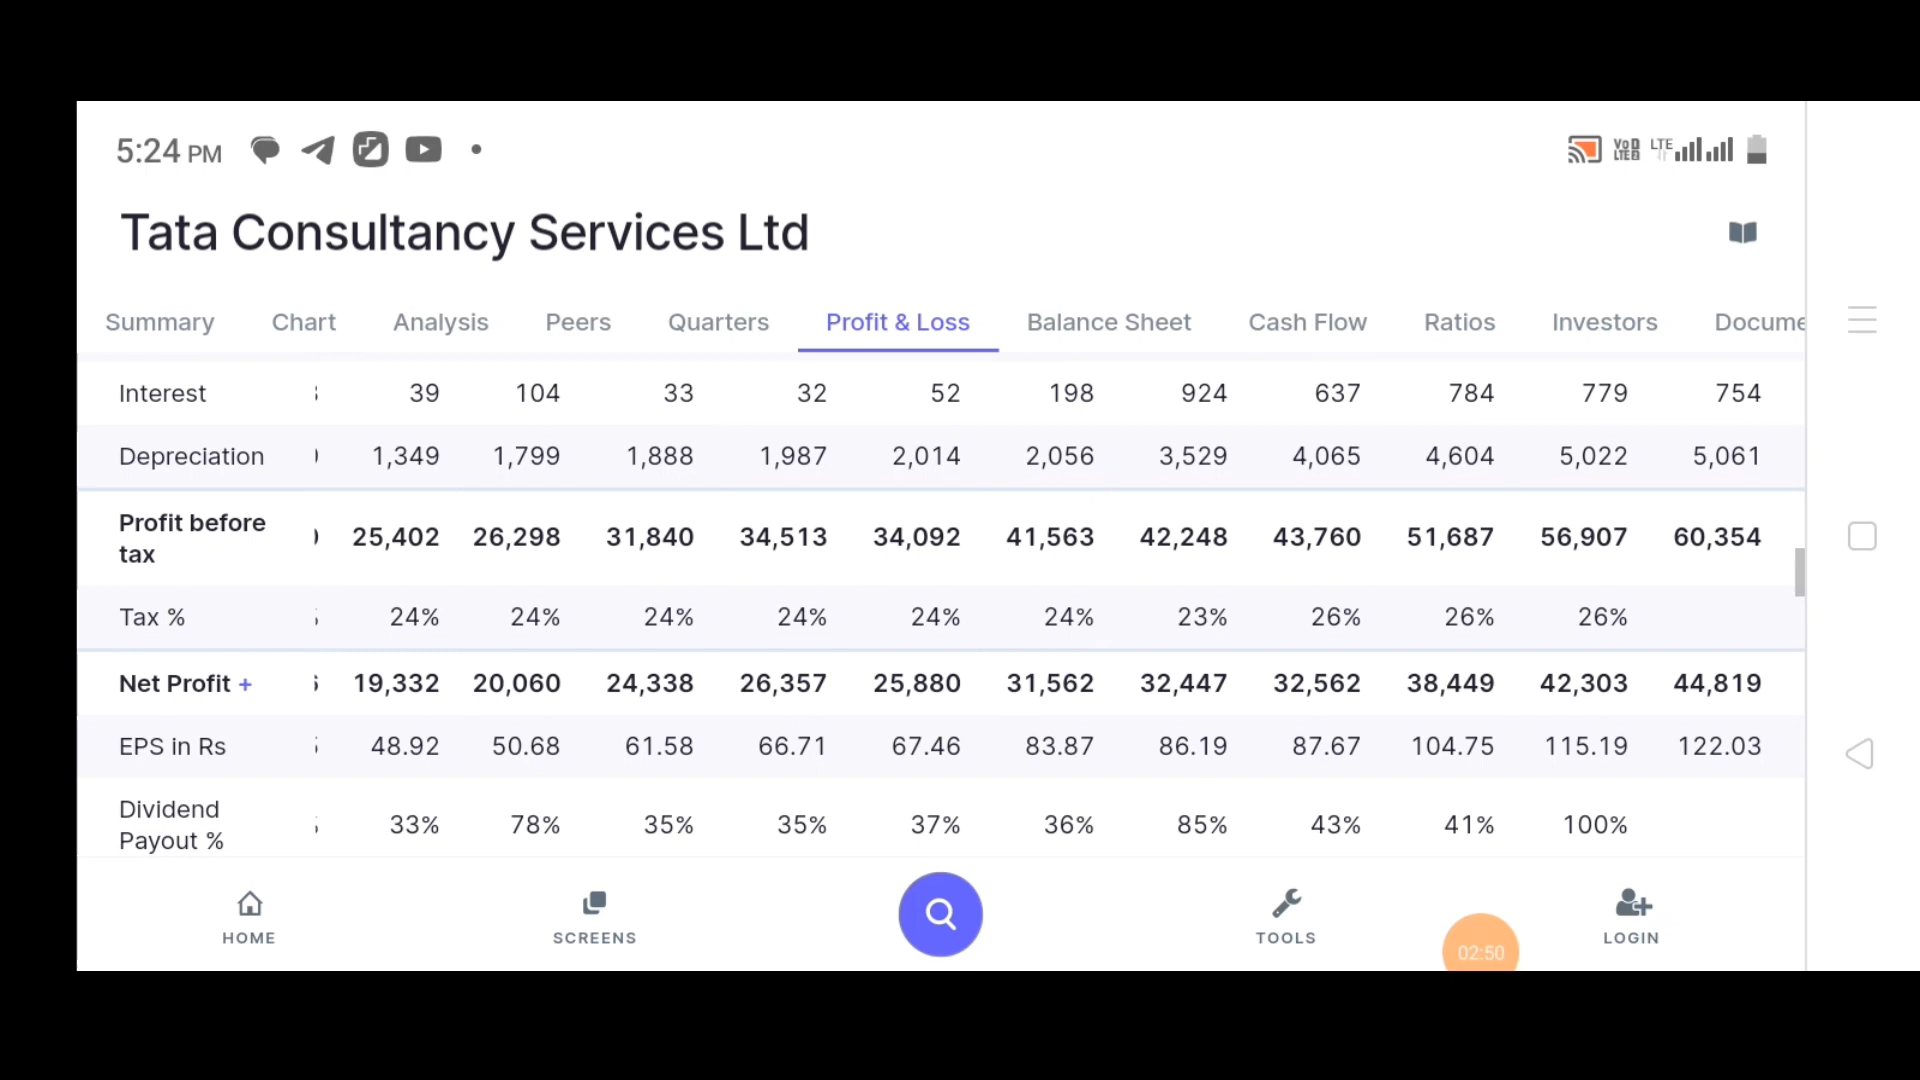 5:24 PM
VoD LTE2 LTE
Tata Consultancy Services Ltd
Summary Chart Analysis Peers Quarters Profit & Loss Balance Sheet Cash Flow Ratios Investors Docume
Interest 39 104 33 32 52 198 924 637 784 779 754
Depreciation 1,349 1,799 1,888 1,987 2,014 2,056 3,529 4,065 4,604 5,022 5,061
Profit before
tax 25,402 26,298 31,840 34,513 34,092 41,563 42,248 43,760 51,687 56,907 60,354
Tax % 24% 24% 24% 24% 24% 24% 23% 26% 26% 26%
Net Profit + 19,332 20,060 24,338 26,357 25,880 31,562 32,447 32,562 38,449 42,303 44,819
EPS in Rs 48.92 50.68 61.58 66.71 67.46 83.87 86.19 87.67 104.75 115.19 122.03
Dividend
Payout % 33% 78% 35% 35% 37% 36% 85% 43% 41% 100%
HOME SCREENS TOOLS LOGIN
02:50